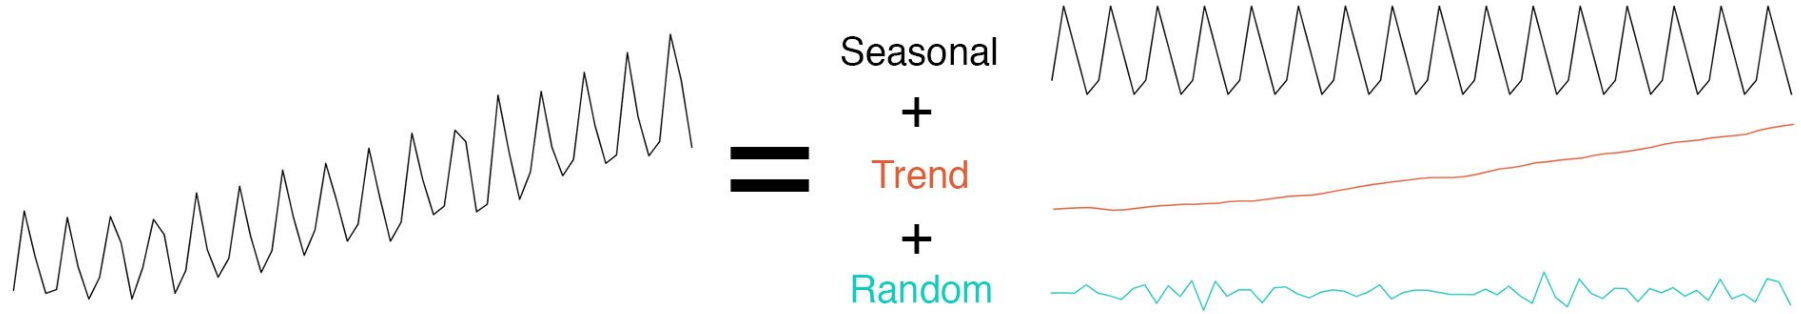 Seasonal
+
Trend
+
Random